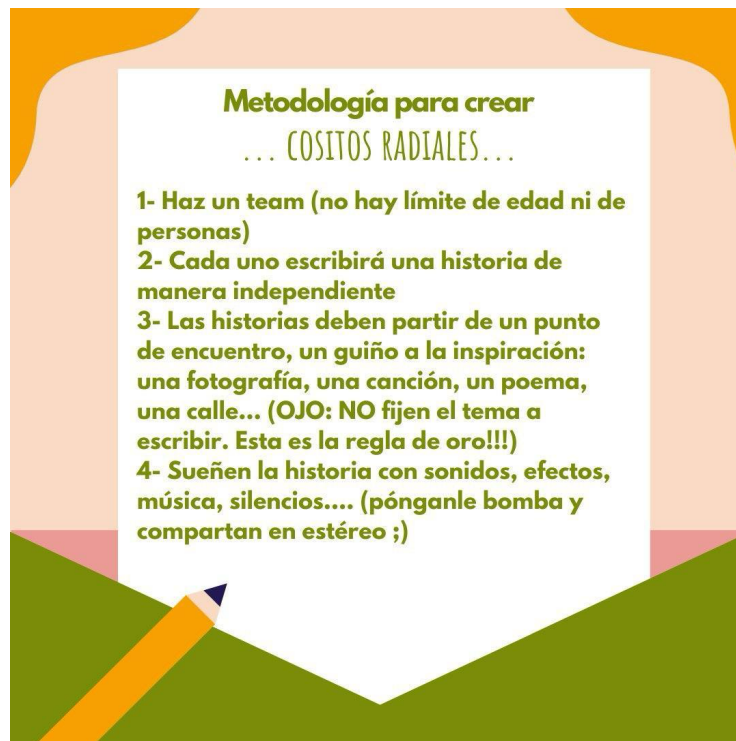 Metodología para crear
... COSITOS RADIALES...
1- Haz un team (no hay límite de edad ni de
personas)
2- Cada uno escribirá una historia de
manera independiente
3- Las historias deben partir de un punto
de encuentro, un guiño a la inspiración:
una fotografía, una canción, un poema,
una calle... (OJO: NO fijen el tema a
escribir. Esta es la regla de oro!!!)
4- Sueñen la historia con sonidos, efectos,
música, silencios.... (pónganle bomba y
compartan en estéreo ;)